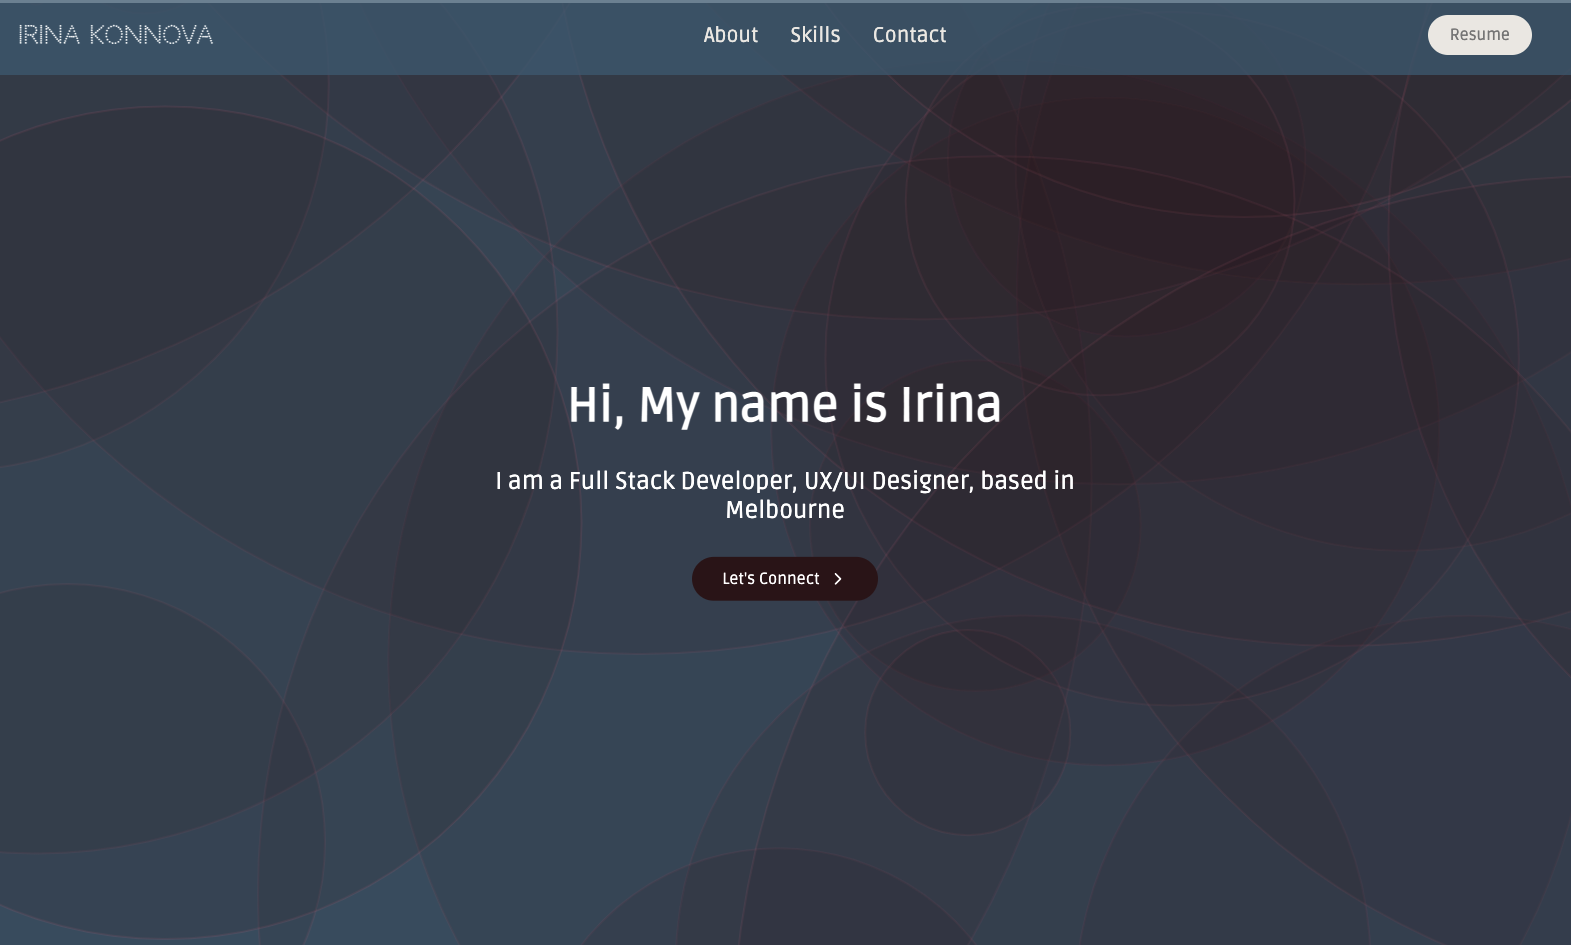 IRINA KONNOVA
About Skills Contact
Resume
Hi, My name is Irina
I am a Full Stack Developer, UX/UI Designer, based in
Melbourne
Let's Connect